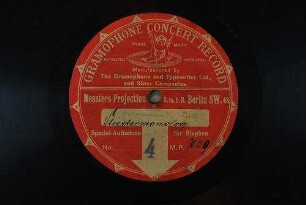 GRAMOPHONE CONCERT RECORD
TRADE MARK
Manufactured by
The Gramophone and Typewriter Ltd.,
and Sister Companies.
Messters Projection G.m.b.H. Berlin SW.48
Spezial-Aufnahme für Biophon
No. 4 M.P.